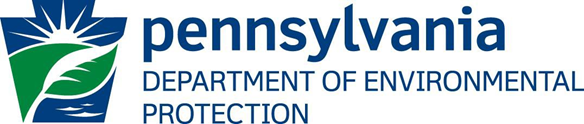 pennsylvania
DEPARTMENT OF ENVIRONMENTAL
PROTECTION